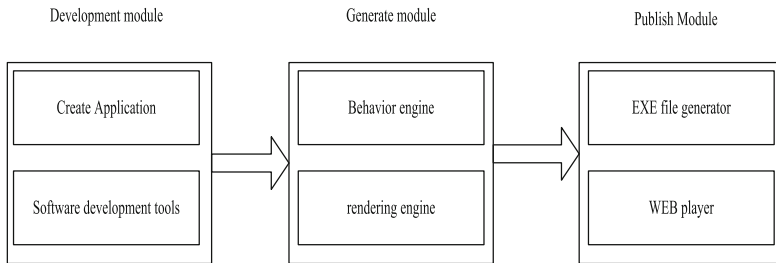 Development module
Generate module
Publish Module
Create Application
Behavior engine
EXE file generator
Software development tools
rendering engine
WEB player